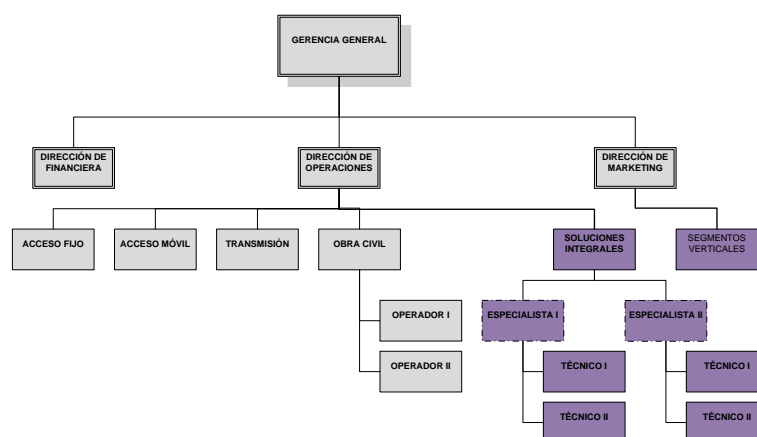 GERENCIA GENERAL
DIRECCIÓN DE
FINANCIERA
DIRECCIÓN DE
OPERACIONES
DIRECCIÓN DE
MARKETING
ACCESO FIJO
ACCESO MÓVIL
TRANSMISIÓN
OBRA CIVIL
SOLUCIONES
INTEGRALES
SEGMENTOS
VERTICALES
OPERADOR I
OPERADOR II
ESPECIALISTA I
ESPECIALISTA II
TÉCNICO I
TÉCNICO II
TÉCNICO I
TÉCNICO II